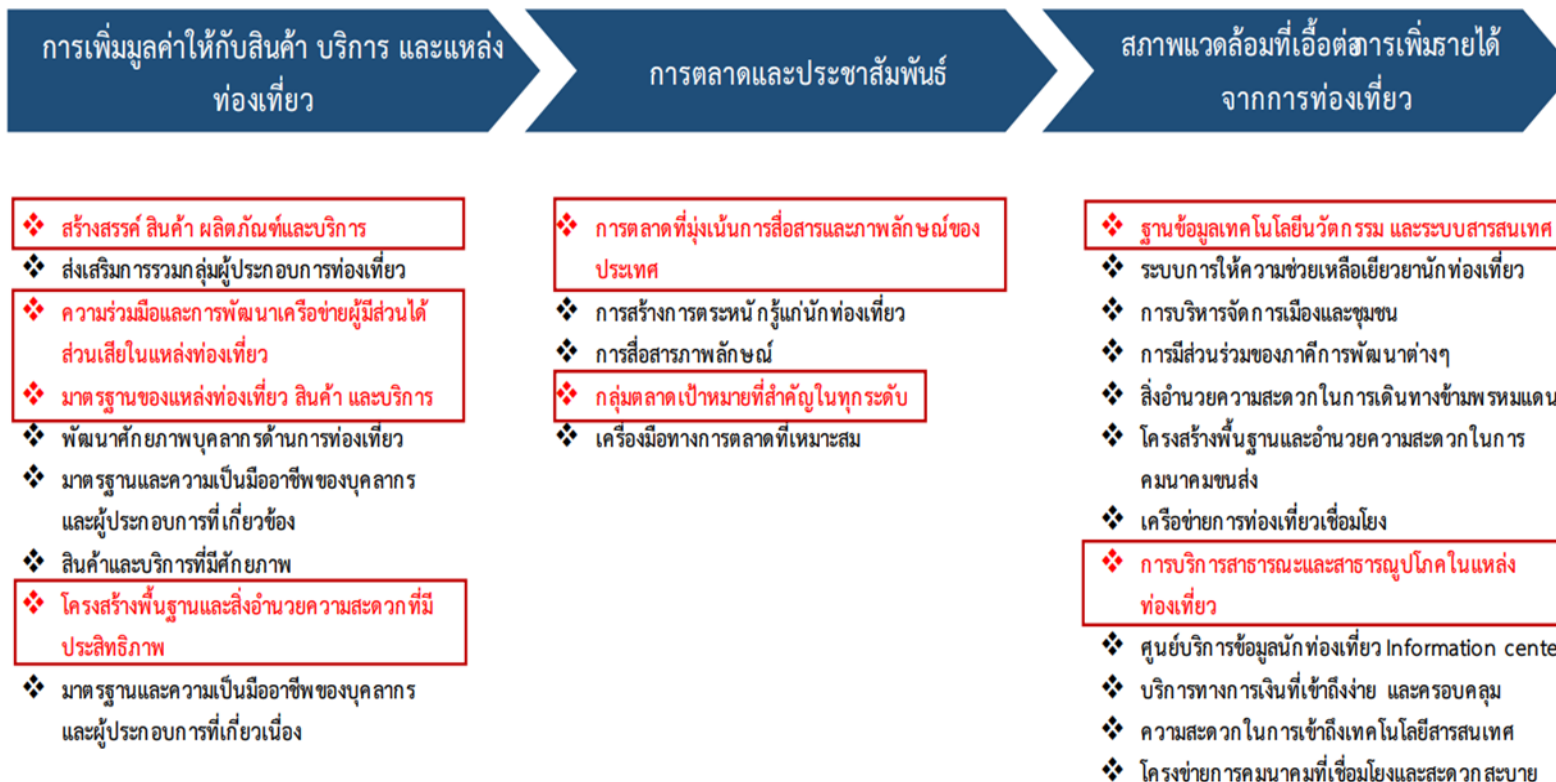 การเพิ่มมูลค่าให้กับสินค้า บริการ และแหล่ง
ท่องเที่ยว
การตลาดและประชาสัมพันธ์
สภาพแวดล้อมที่เอื้อต่อการเพิ่มรายได้
จากการท่องเที่ยว
❖ สร้างสรรค์ สินค้า ผลิตภัณฑ์และบริการ
❖ ส่งเสริมการรวมกลุ่มผู้ประกอบการท่องเที่ยว
❖ ความร่วมมือและการพัฒนาเครือข่ายผู้มีส่วนได้
ส่วนเสียในแหล่งท่องเที่ยว
❖ มาตรฐานของแหล่งท่องเที่ยว สินค้า และบริการ
❖ พัฒนาศักยภาพบุคลากรด้านการท่องเที่ยว
❖ มาตรฐานและความเป็นมืออาชีพของบุคลากร
และผู้ประกอบการที่เกี่ยวข้อง
❖ สินค้าและบริการที่มีศักยภาพ
❖ โครงสร้างพื้นฐานและสิ่งอำนวยความสะดวกที่มี
ประสิทธิภาพ
❖ มาตรฐานและความเป็นมืออาชีพของบุคลากร
และผู้ประกอบการที่เกี่ยวเนื่อง
❖ การตลาดที่มุ่งเน้นการสื่อสารและภาพลักษณ์ของ
ประเทศ
❖ การสร้างการตระหนักรู้แก่นักท่องเที่ยว
❖ การสื่อสารภาพลักษณ์
❖ กลุ่มตลาดเป้าหมายที่สำคัญในทุกระดับ
❖ เครื่องมือทางการตลาดที่เหมาะสม
❖ ฐานข้อมูลเทคโนโลยีนวัตกรรม และระบบสารสนเทศ
❖ ระบบการให้ความช่วยเหลือเยียวยานักท่องเที่ยว
❖ การบริหารจัดการเมืองและชุมชน
❖ การมีส่วนร่วมของภาคีการพัฒนาต่างๆ
❖ สิ่งอำนวยความสะดวกในการเดินทางข้ามพรหมแดน
❖ โครงสร้างพื้นฐานและอำนวยความสะดวกในการ
คมนาคมขนส่ง
❖ เครือข่ายการท่องเที่ยวเชื่อมโยง
❖ การบริการสาธารณะและสาธารณูปโภคในแหล่ง
ท่องเที่ยว
❖ ศูนย์บริการข้อมูลนักท่องเที่ยว Information cente
❖ บริการทางการเงินที่เข้าถึงง่าย และครอบคลุม
❖ ความสะดวกในการเข้าถึงเทคโนโลยีสารสนเทศ
❖ โครงข่ายการคมนาคมที่เชื่อมโยงและสะดวกสบาย